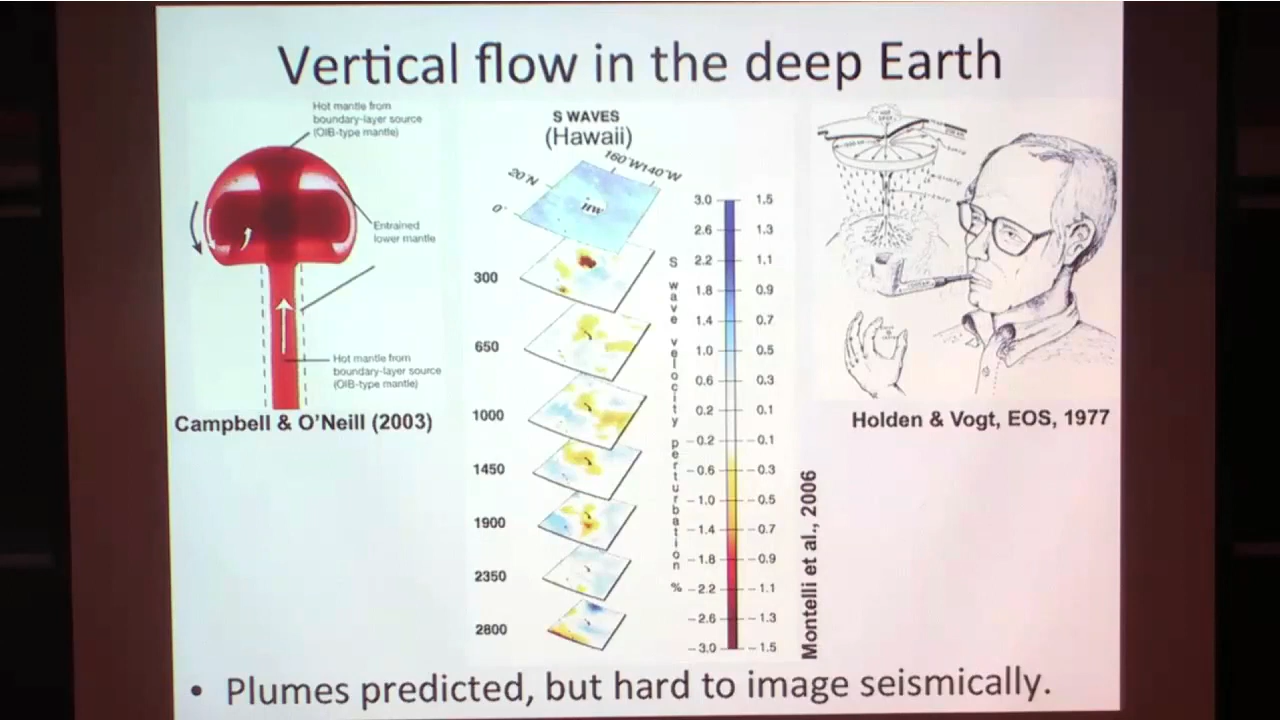 Vertical flow in the deep Earth
Hot mantle from
boundary-layer source
(OIB-type mantle)
Entrained
lower mantle
Hot mantle from
boundary-layer source
(OIB-type mantle)
Campbell & O'Neill (2003)
S WAVES
(Hawaii)
160°W 140°W
20°N
0°
HW
300
650
1000
1450
1900
2350
2800
S wave velocity perturbation %
3.0 1.5
2.6 1.3
2.2 1.1
1.8 0.9
1.4 0.7
1.0 0.5
0.6 0.3
0.2 0.1
-0.2 -0.1
-0.6 -0.3
-1.0 -0.5
-1.4 -0.7
-1.8 -0.9
-2.2 -1.1
-2.6 -1.3
-3.0 -1.5
Montelli et al., 2006
HOT
SPOT
Holden & Vogt, EOS, 1977
• Plumes predicted, but hard to image seismically.